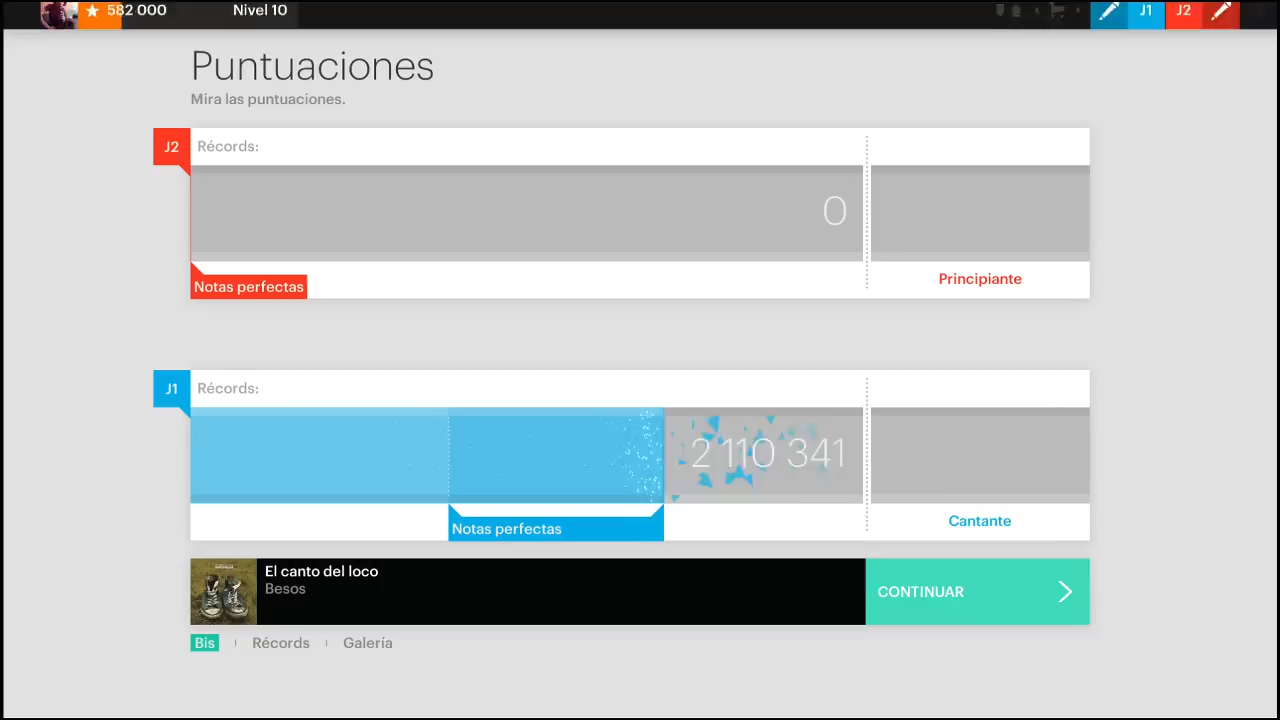 582 000 Nivel 10 J1 J2
Puntuaciones
Mira las puntuaciones.
J2 Récords:
0
Notas perfectas
Principiante
J1 Récords:
2 110 341
Notas perfectas
Cantante
El canto del loco
Besos
CONTINUAR
Bis Récords Galería